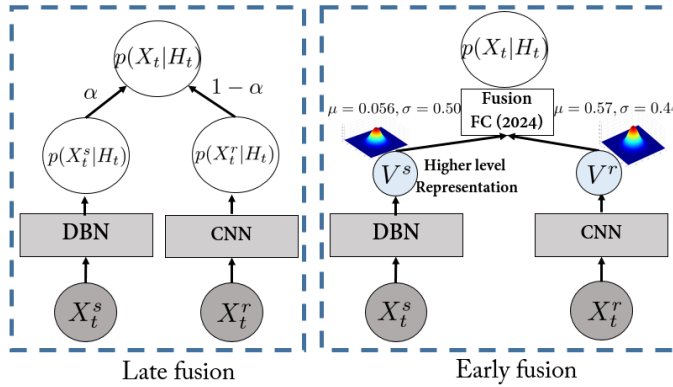 p(X_t|H_t)
α
1 − α
p(X_t^s|H_t)
p(X_t^r|H_t)
DBN
CNN
X_t^s
X_t^r
Late fusion
p(X_t|H_t)
μ = 0.056, σ = 0.50
Fusion
FC (2024)
μ = 0.57, σ = 0.4
V^s
Higher level
Representation
V^r
DBN
CNN
X_t^s
X_t^r
Early fusion